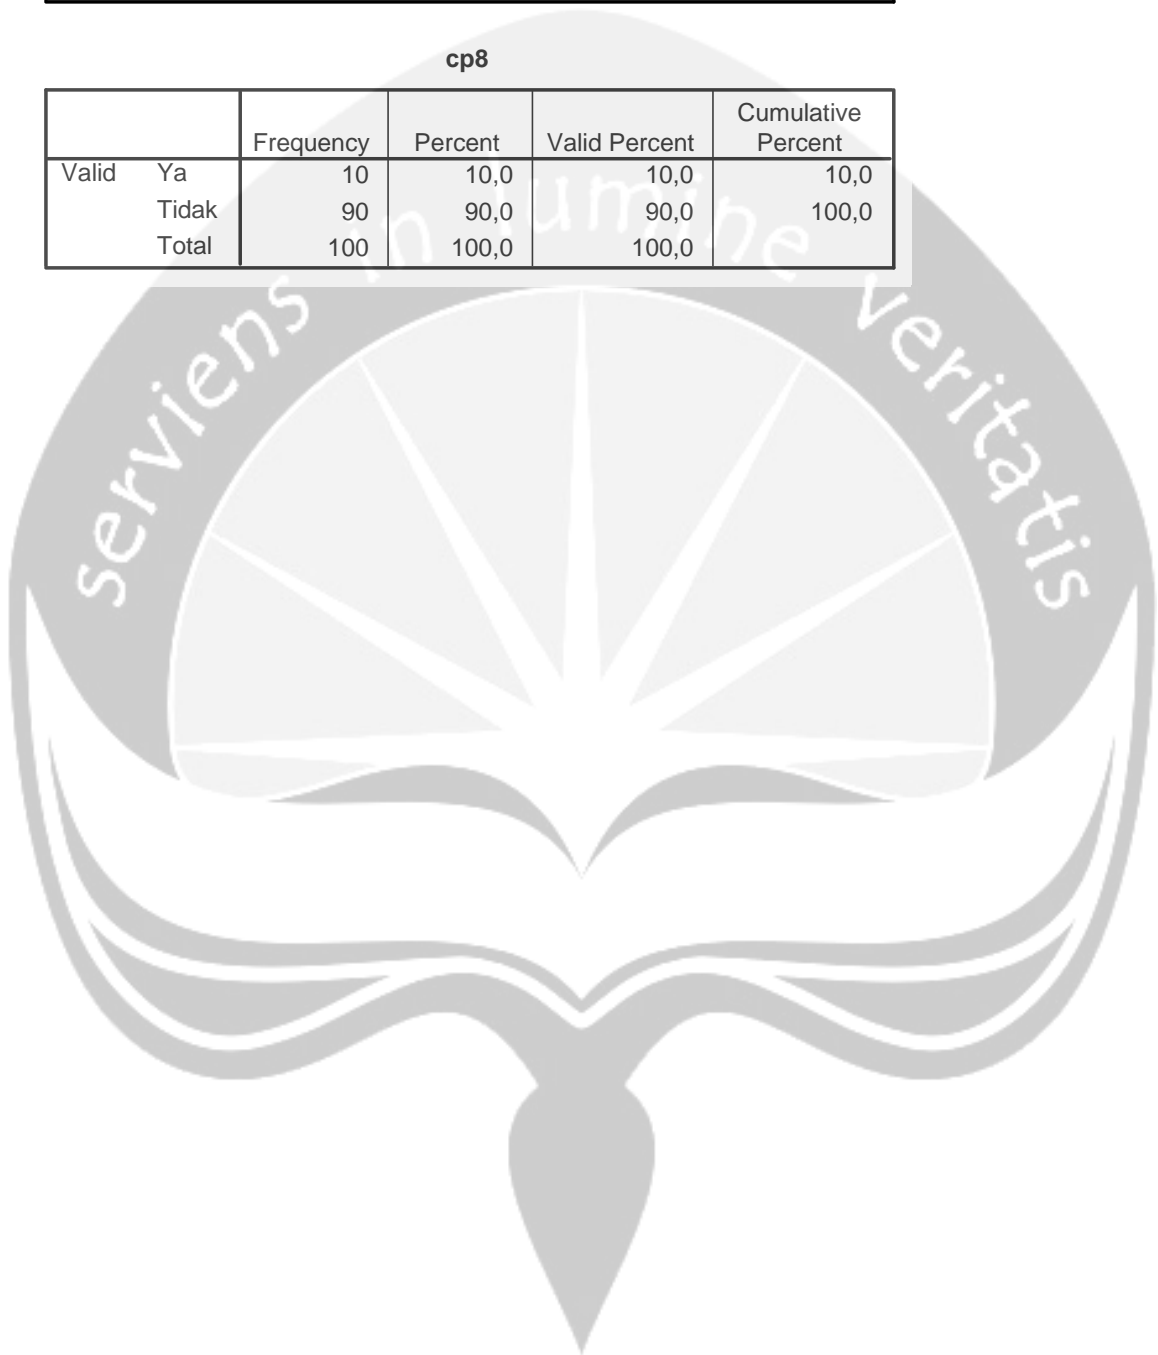 cp8
Frequency Percent Valid Percent Cumulative Percent
Valid Ya 10 10,0 10,0 10,0
Tidak 90 90,0 90,0 100,0
Total 100 100,0 100,0
serviens in lumine veritatis